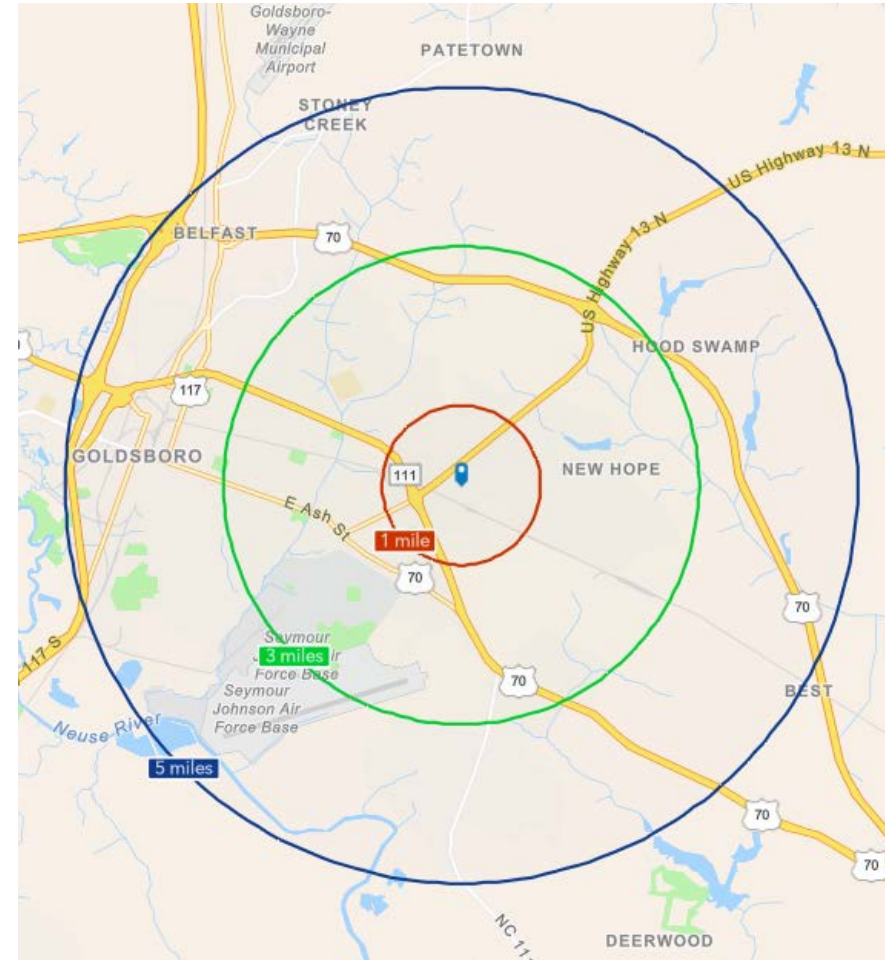 Goldsboro-
Wayne
Municipal
Airport
PATETOWN
STONEY
CREEK
US Highway 13 N
BELFAST
70
US Highway 13 N
HOOD SWAMP
117
GOLDSBORO
111
NEW HOPE
E Ash St
1 mile
70
70
117 S
Seymour
3 miles
Force Base
Seymour
Johnson Air
Force Base
70
BEST
Neuse River
5 miles
70
70
NC 11
DEERWOOD